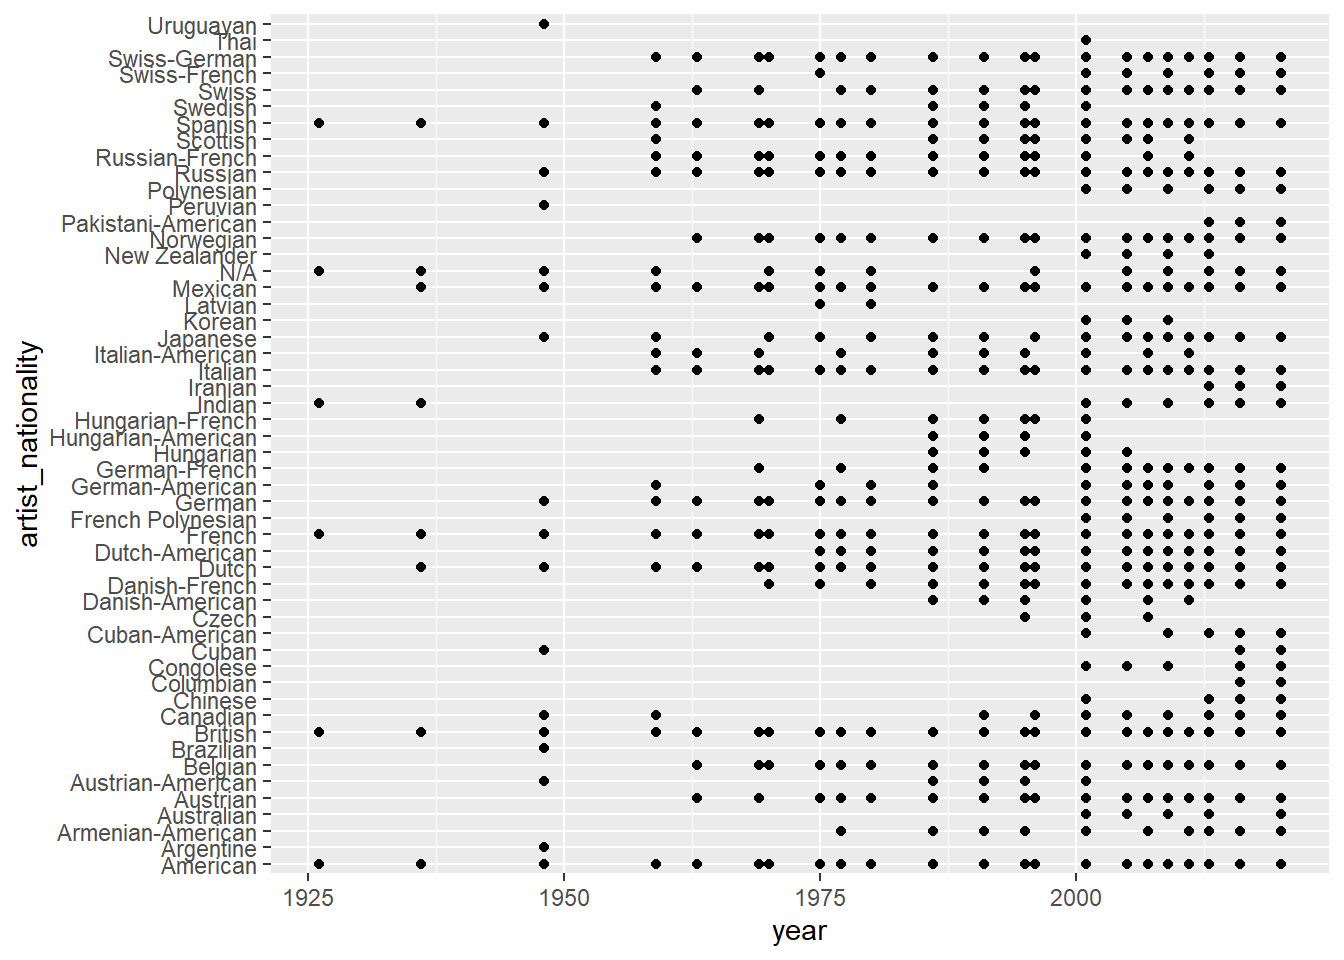 Uruguayan
Thai
Swiss-German
Swiss-French
Swiss
Swedish
Spanish
Scottish
Russian-French
Russian
Polynesian
Peruvian
Pakistani-American
Norwegian
New Zealander
N/A
Mexican
Latvian
Korean
Japanese
Italian-American
Italian
Iranian
Indian
Hungarian-French
Hungarian-American
Hungarian
German-French
German-American
German
French Polynesian
French
Dutch-American
Dutch
Danish-French
Danish-American
Czech
Cuban-American
Cuban
Congolese
Columbian
Chinese
Canadian
British
Brazilian
Belgian
Austrian-American
Austrian
Australian
Armenian-American
Argentine
American
artist_nationality
1925 1950 1975 2000
year